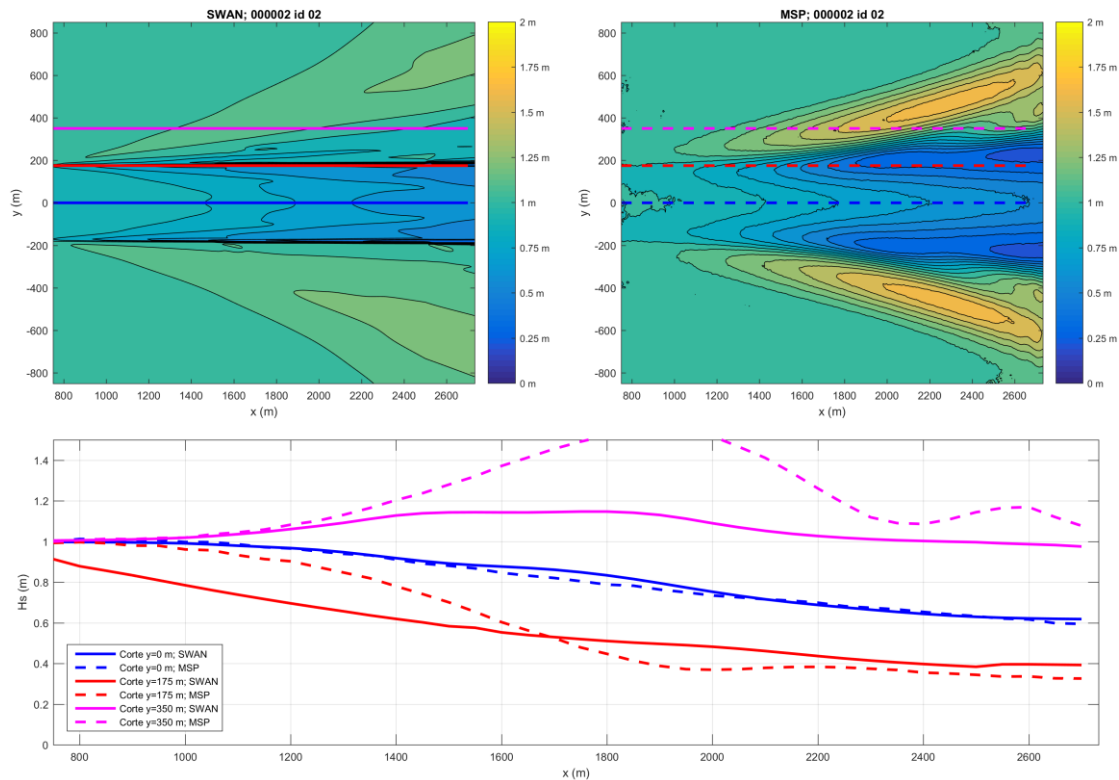 SWAN; 000002 id 02
800
600
400
200
0
-200
-400
-600
-800
y (m)
800 1000 1200 1400 1600 1800 2000 2200 2400 2600
x (m)
2 m
1.75 m
1.5 m
1.25 m
1 m
0.75 m
0.5 m
0.25 m
0 m
MSP; 000002 id 02
800
600
400
200
0
-200
-400
-600
-800
y (m)
800 1000 1200 1400 1600 1800 2000 2200 2400 2600
x (m)
2 m
1.75 m
1.5 m
1.25 m
1 m
0.75 m
0.5 m
0.25 m
0 m
1.4
1.2
1
0.8
0.6
0.4
0.2
0
Hs (m)
Corte y=0 m; SWAN
Corte y=0 m; MSP
Corte y=175 m; SWAN
Corte y=175 m; MSP
Corte y=350 m; SWAN
Corte y=350 m; MSP
800 1000 1200 1400 1600 1800 2000 2200 2400 2600
x (m)